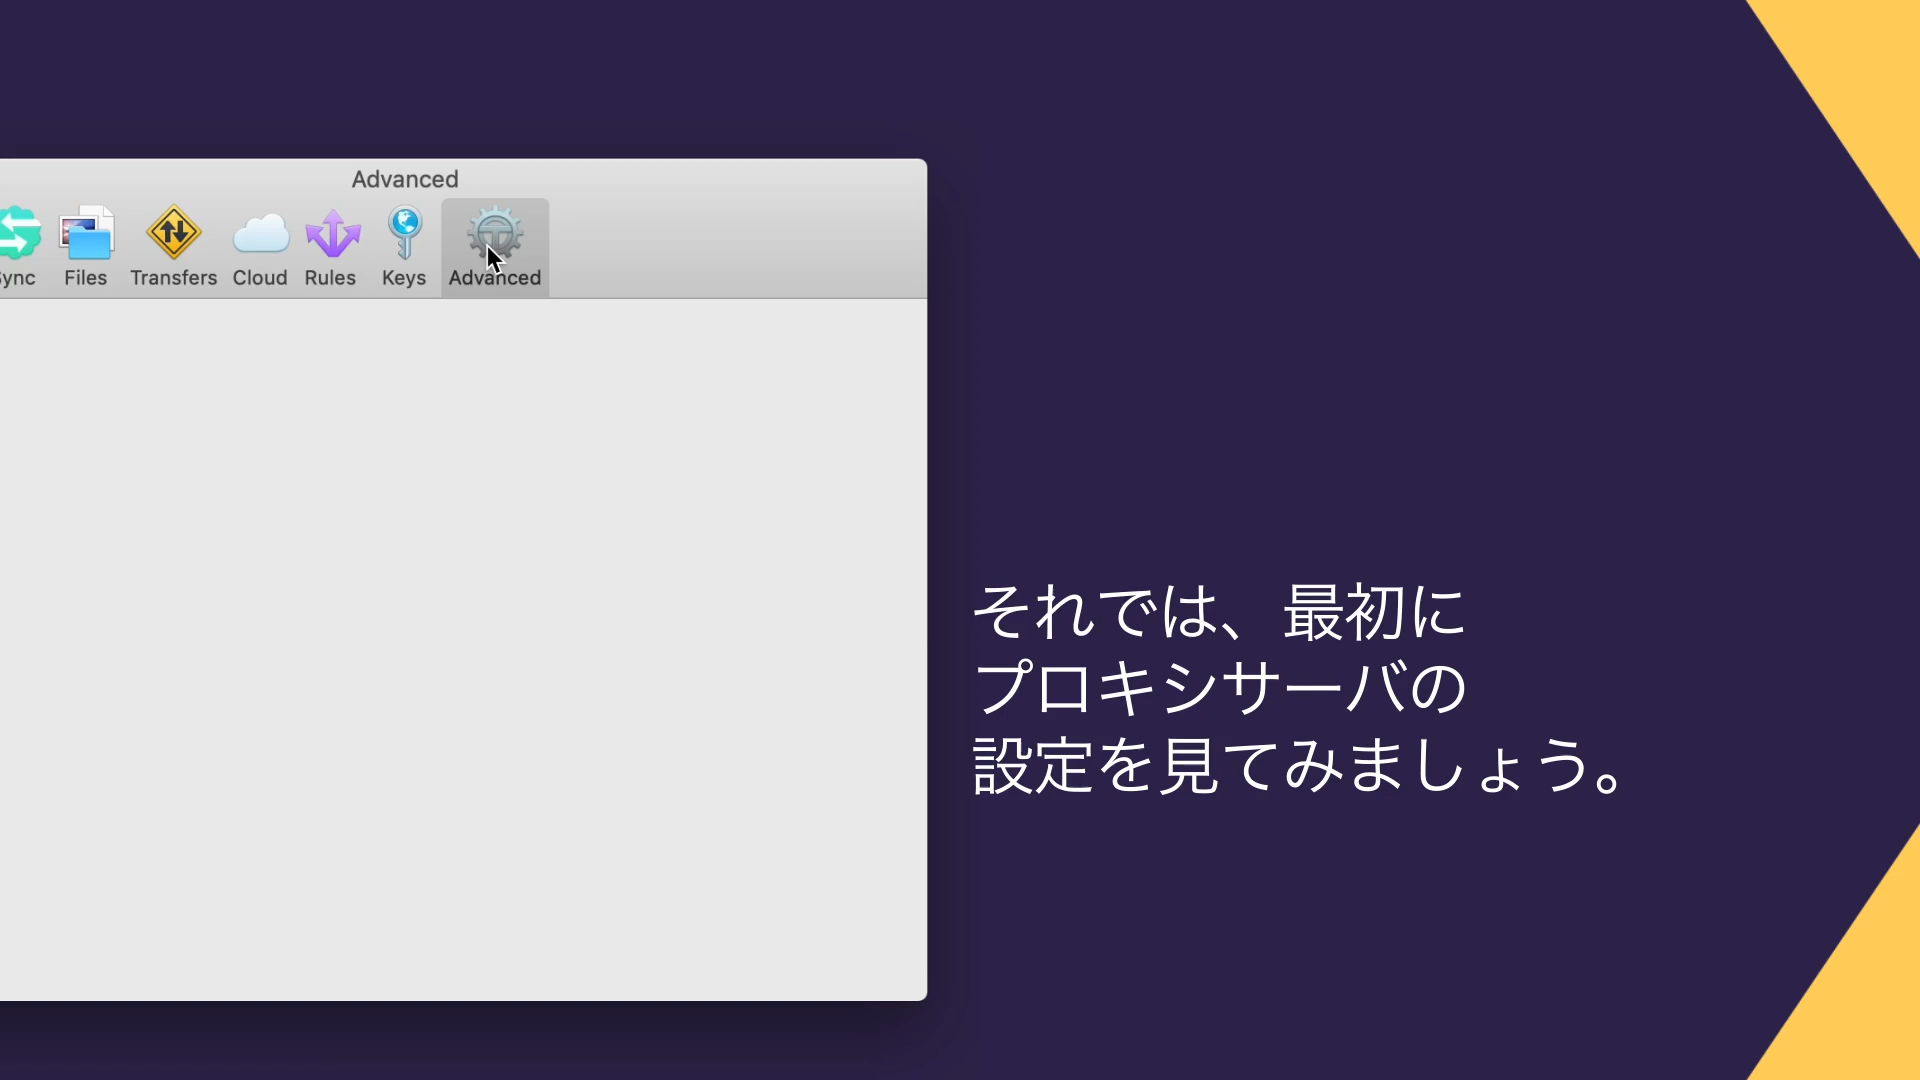 Advanced
Sync Files Transfers Cloud Rules Keys Advanced
それでは、最初に
プロキシサーバの
設定を見てみましょう。